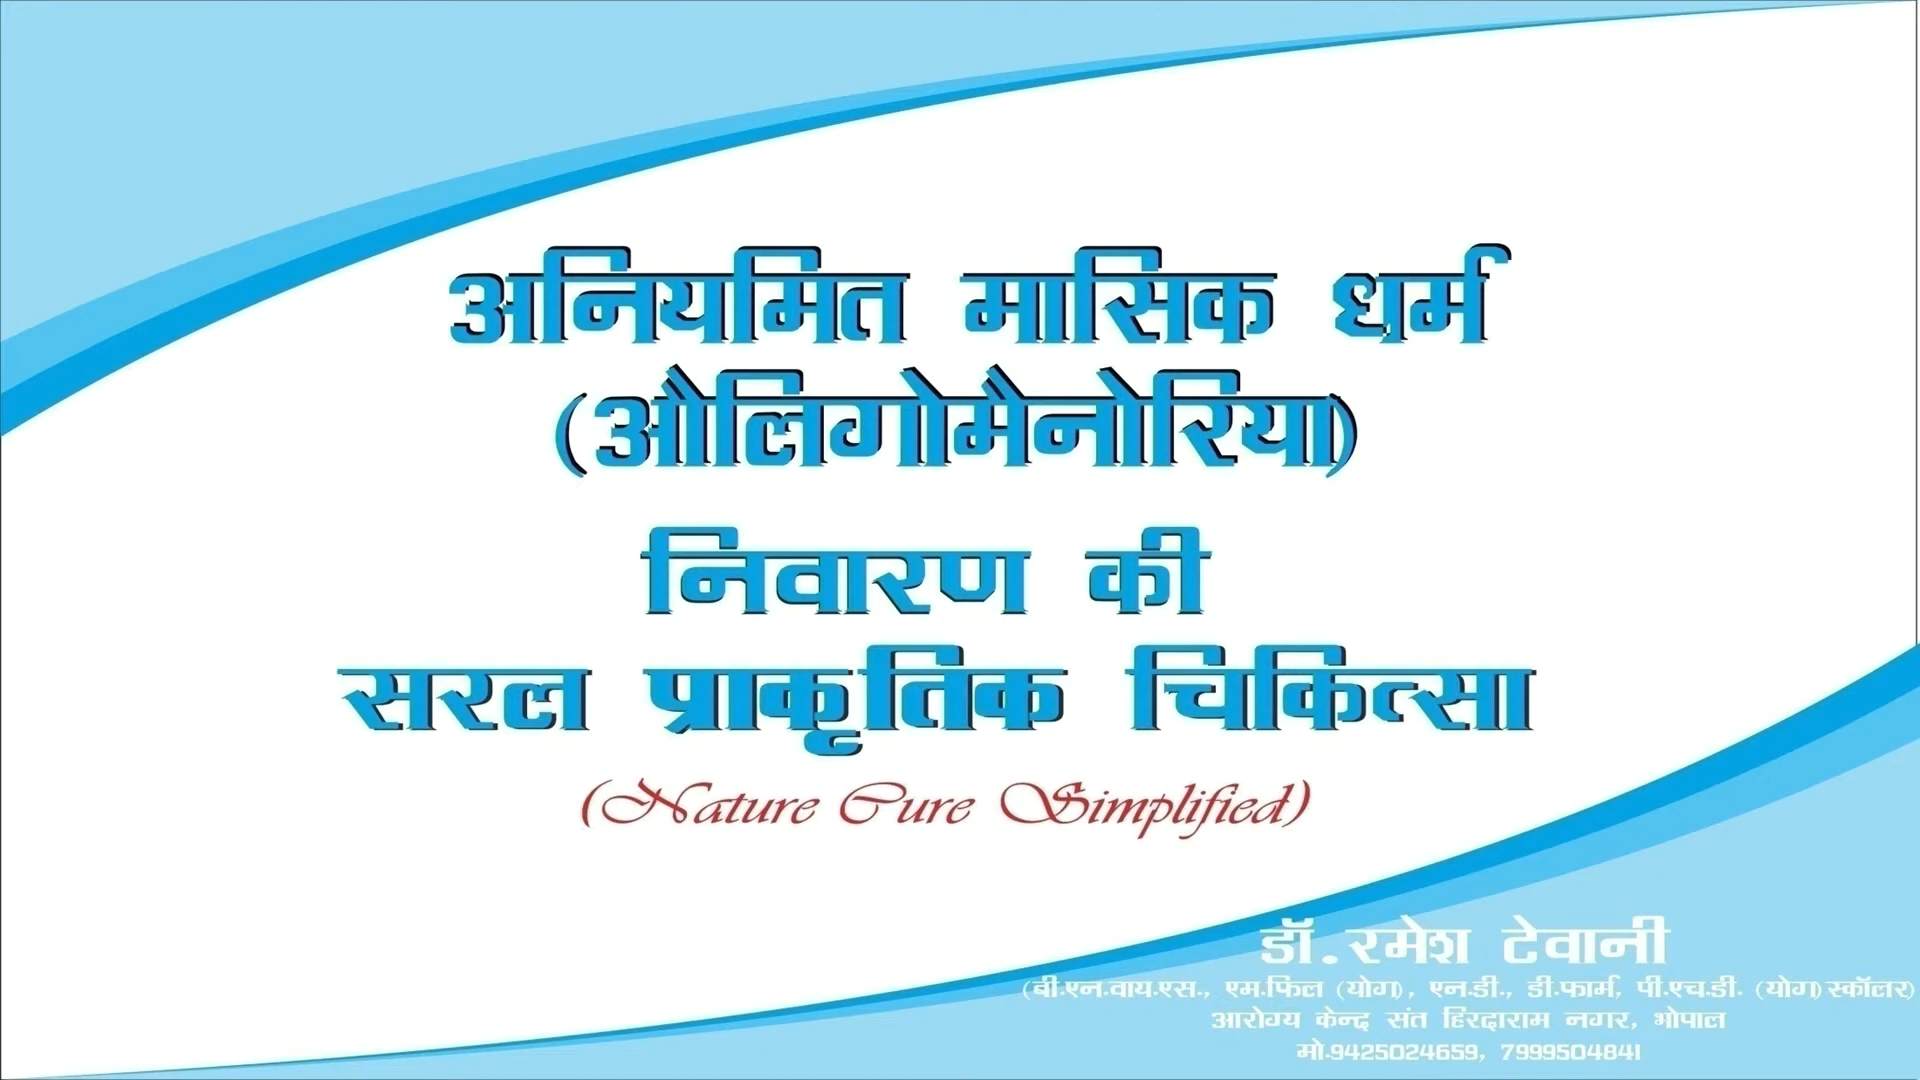 अनियमित मासिक धर्म
(औलिगोमैनोरिया)
निवारण की
सरल प्राकृतिक चिकित्सा
(Nature Cure Simplified)
डॉ.रमेश टेवानी
(बी.एन.वाय.एस., एम.फिल (योग), एन.डी., डी.फार्म, पी.एच.डी. (योग)स्कॉलर)
आरोग्य केन्द्र संत हिरदाराम नगर, भोपाल
मो.9425024659, 7999504841